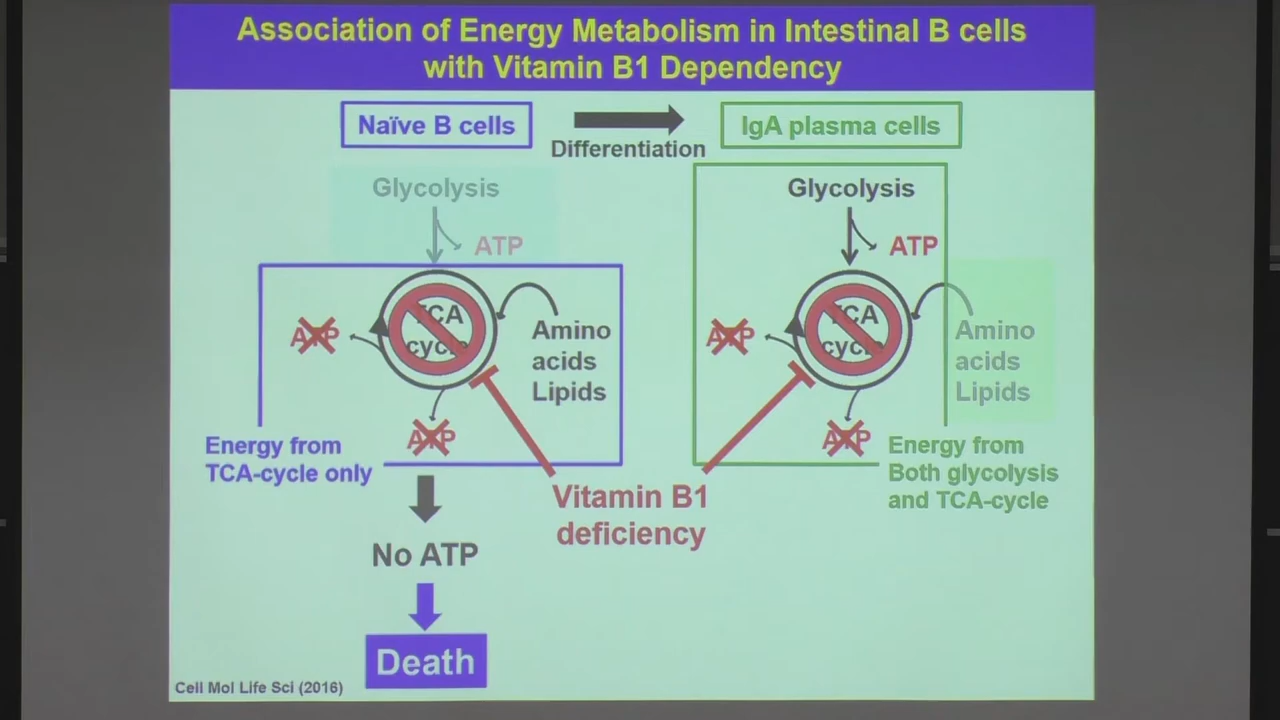 Association of Energy Metabolism in Intestinal B cells
with Vitamin B1 Dependency
Naïve B cells
Differentiation
IgA plasma cells
Glycolysis
ATP
TCA
cycle
ATP
ATP
Amino
acids
Lipids
Energy from
TCA-cycle only
No ATP
Death
Vitamin B1
deficiency
Glycolysis
ATP
TCA
cycle
ATP
ATP
Amino
acids
Lipids
Energy from
Both glycolysis
and TCA-cycle
Cell Mol Life Sci (2016)